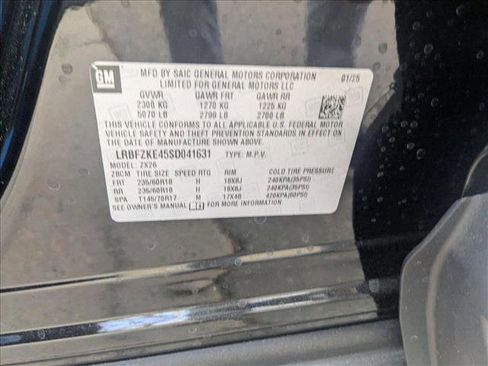 GM
MFD BY SAIC GENERAL MOTORS CORPORATION 01/25
LIMITED FOR GENERAL MOTORS LLC
GVWR GAWR FRT GAWR RR
2300 KG 1270 KG 1225 KG
5070 LB 2799 LB 2700 LB
THIS VEHICLE CONFORMS TO ALL APPLICABLE U.S. FEDERAL MOTOR
VEHICLE SAFETY, BUMPER, AND THEFT PREVENTION
STANDARDS IN EFFECT ON THE DATE OF MANUFACTURE SHOWN ABOVE.
LRBFZKE45SD041631 TYPE: M.P.V.
MODEL: ZX26
2BCM TIRE SIZE SPEED RTG RIM COLD TIRE PRESSURE
FRT 235/60R18 H 18X8J 240KPA(35PSI)
RR 235/60R18 H 18X8J 240KPA(35PSI)
SPA T145/70R17 M 17X4B 420KPA(60PSI)
SEE OWNER'S MANUAL FOR MORE INFORMATION